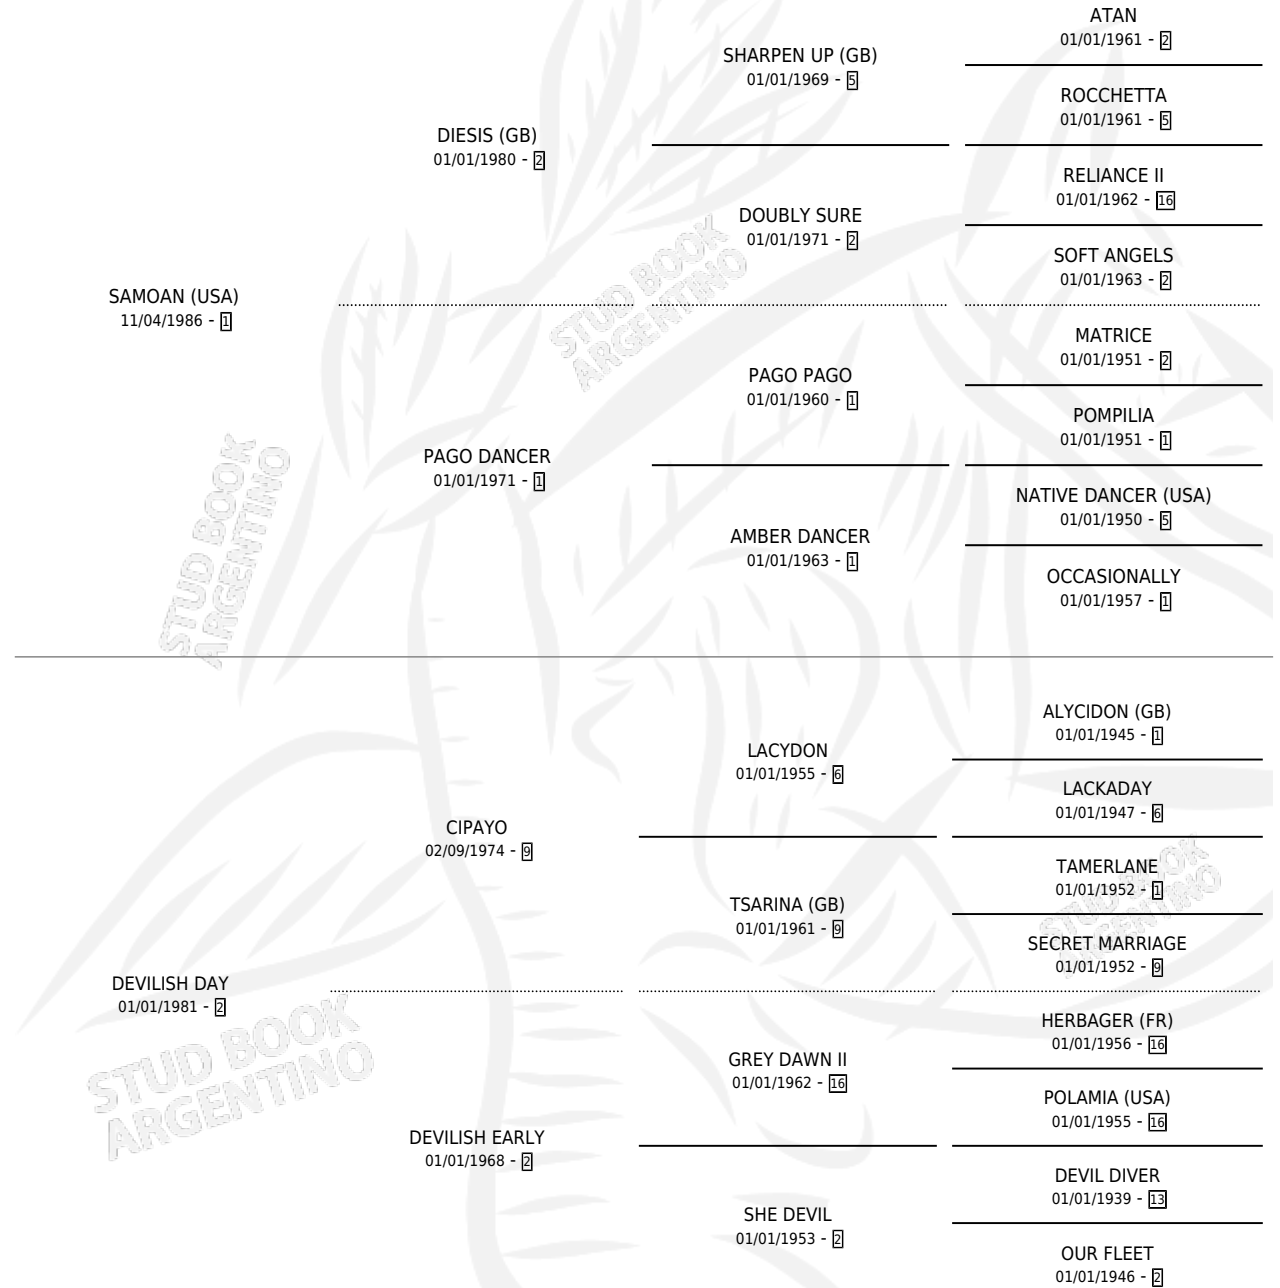 ATAN
01/01/1961 - 2
SHARPEN UP (GB)
01/01/1969 - 5
ROCCHETTA
01/01/1961 - 5
DIESIS (GB)
01/01/1980 - 2
RELIANCE II
01/01/1962 - 16
DOUBLY SURE
01/01/1971 - 2
SOFT ANGELS
01/01/1963 - 2
SAMOAN (USA)
11/04/1986 - 1
STUD BOOK
ARGENTINO
MATRICE
01/01/1951 - 2
PAGO PAGO
01/01/1960 - 1
POMPILIA
01/01/1951 - 1
PAGO DANCER
01/01/1971 - 1
NATIVE DANCER (USA)
01/01/1950 - 5
AMBER DANCER
01/01/1963 - 1
OCCASIONALLY
01/01/1957 - 1
STUD BOOK
ARGENTINO
ALYCIDON (GB)
01/01/1945 - 1
LACYDON
01/01/1955 - 6
LACKADAY
01/01/1947 - 6
CIPAYO
02/09/1974 - 9
TAMERLANE
01/01/1952 - 1
TSARINA (GB)
01/01/1961 - 9
SECRET MARRIAGE
01/01/1952 - 9
STUD BOOK
ARGENTINO
DEVILISH DAY
01/01/1981 - 2
HERBAGER (FR)
01/01/1956 - 16
GREY DAWN II
01/01/1962 - 16
POLAMIA (USA)
01/01/1955 - 16
STUD BOOK
ARGENTINO
DEVILISH EARLY
01/01/1968 - 2
DEVIL DIVER
01/01/1939 - 13
SHE DEVIL
01/01/1953 - 2
OUR FLEET
01/01/1946 - 2